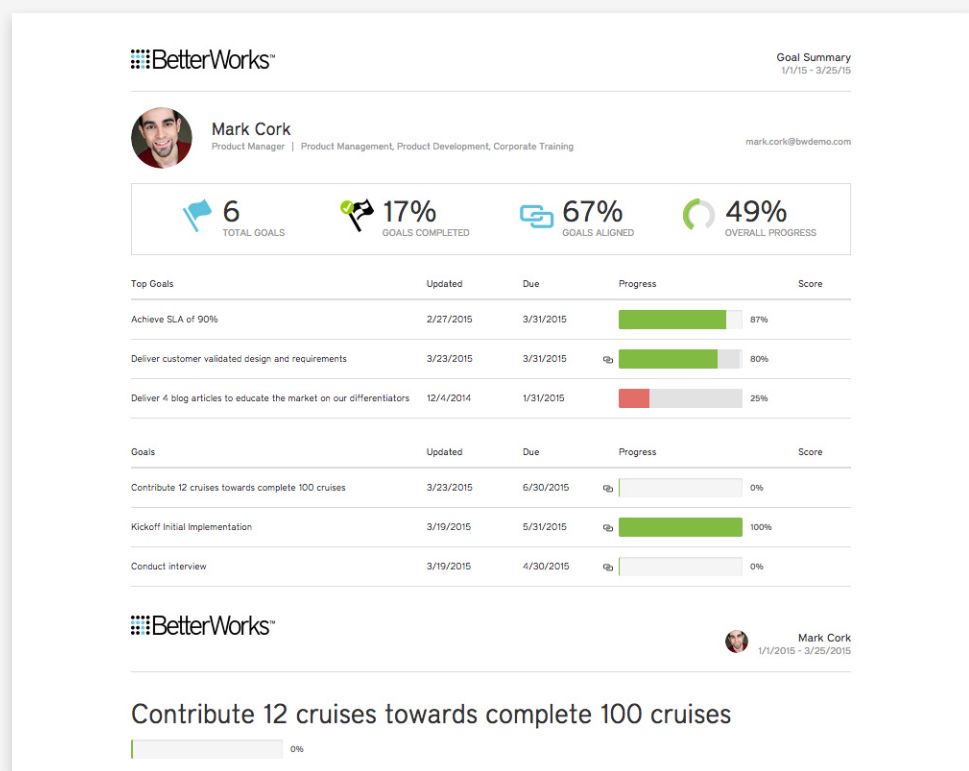 BetterWorks™
Goal Summary
1/1/15 - 3/25/15
Mark Cork
Product Manager | Product Management, Product Development, Corporate Training
mark.cork@bwdemo.com
6
TOTAL GOALS
17%
GOALS COMPLETED
67%
GOALS ALIGNED
49%
OVERALL PROGRESS
Top Goals Updated Due Progress Score
Achieve SLA of 90% 2/27/2015 3/31/2015 87%
Deliver customer validated design and requirements 3/23/2015 3/31/2015 80%
Deliver 4 blog articles to educate the market on our differentiators 12/4/2014 1/31/2015 25%
Goals Updated Due Progress Score
Contribute 12 cruises towards complete 100 cruises 3/23/2015 6/30/2015 0%
Kickoff Initial Implementation 3/19/2015 5/31/2015 100%
Conduct interview 3/19/2015 4/30/2015 0%
BetterWorks™
Mark Cork
1/1/2015 - 3/25/2015
Contribute 12 cruises towards complete 100 cruises
0%